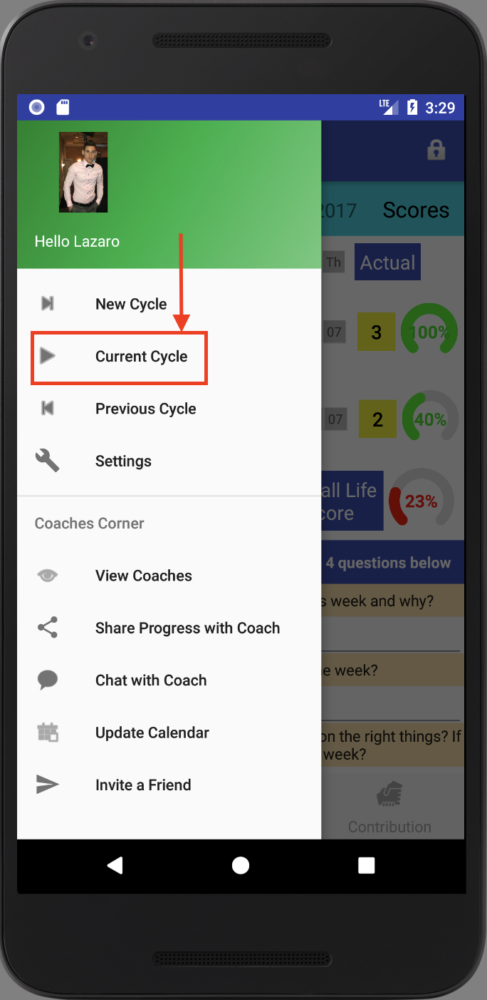 LTE 3:29
2017 Scores
Hello Lazaro
Th Actual
New Cycle
07 3 100%
Current Cycle
Previous Cycle
07 2 40%
Settings
all Life
core
23%
Coaches Corner
4 questions below
View Coaches
s week and why?
Share Progress with Coach
e week?
Chat with Coach
Update Calendar
on the right things? If
week?
Invite a Friend
Contribution